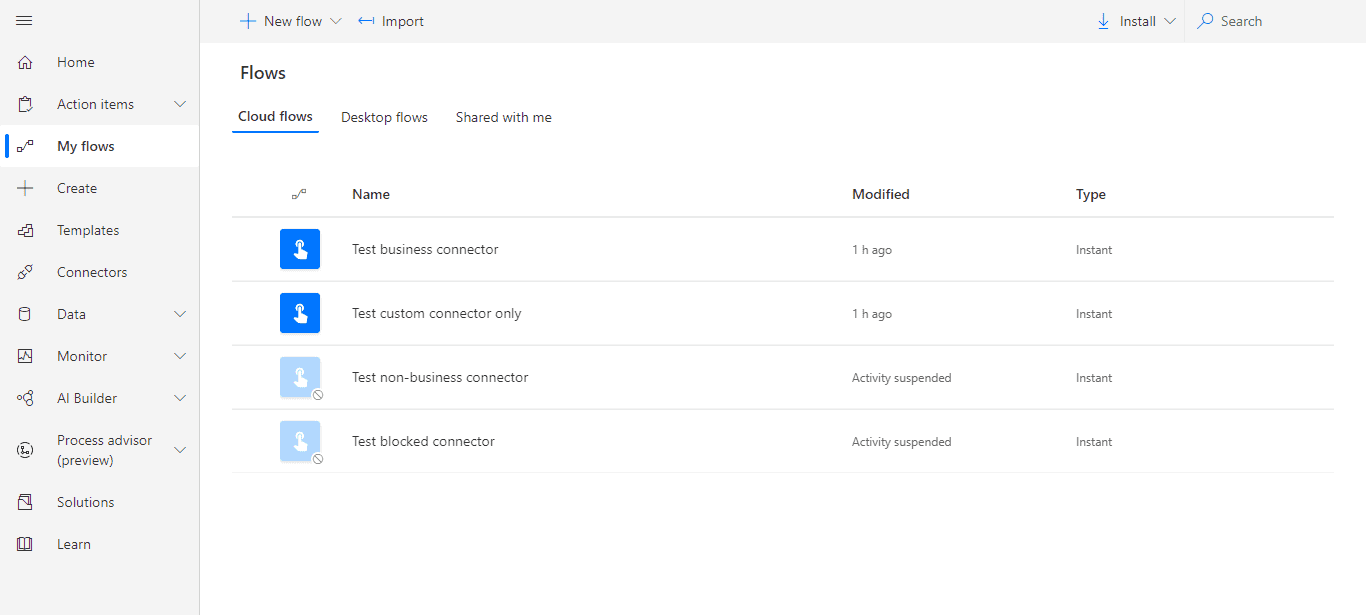 New flow
Import
Install
Search
Home
Action items
My flows
Create
Templates
Connectors
Data
Monitor
AI Builder
Process advisor
(preview)
Solutions
Learn
Flows
Cloud flows
Desktop flows
Shared with me
Name Modified Type
Test business connector 1 h ago Instant
Test custom connector only 1 h ago Instant
Test non-business connector Activity suspended Instant
Test blocked connector Activity suspended Instant